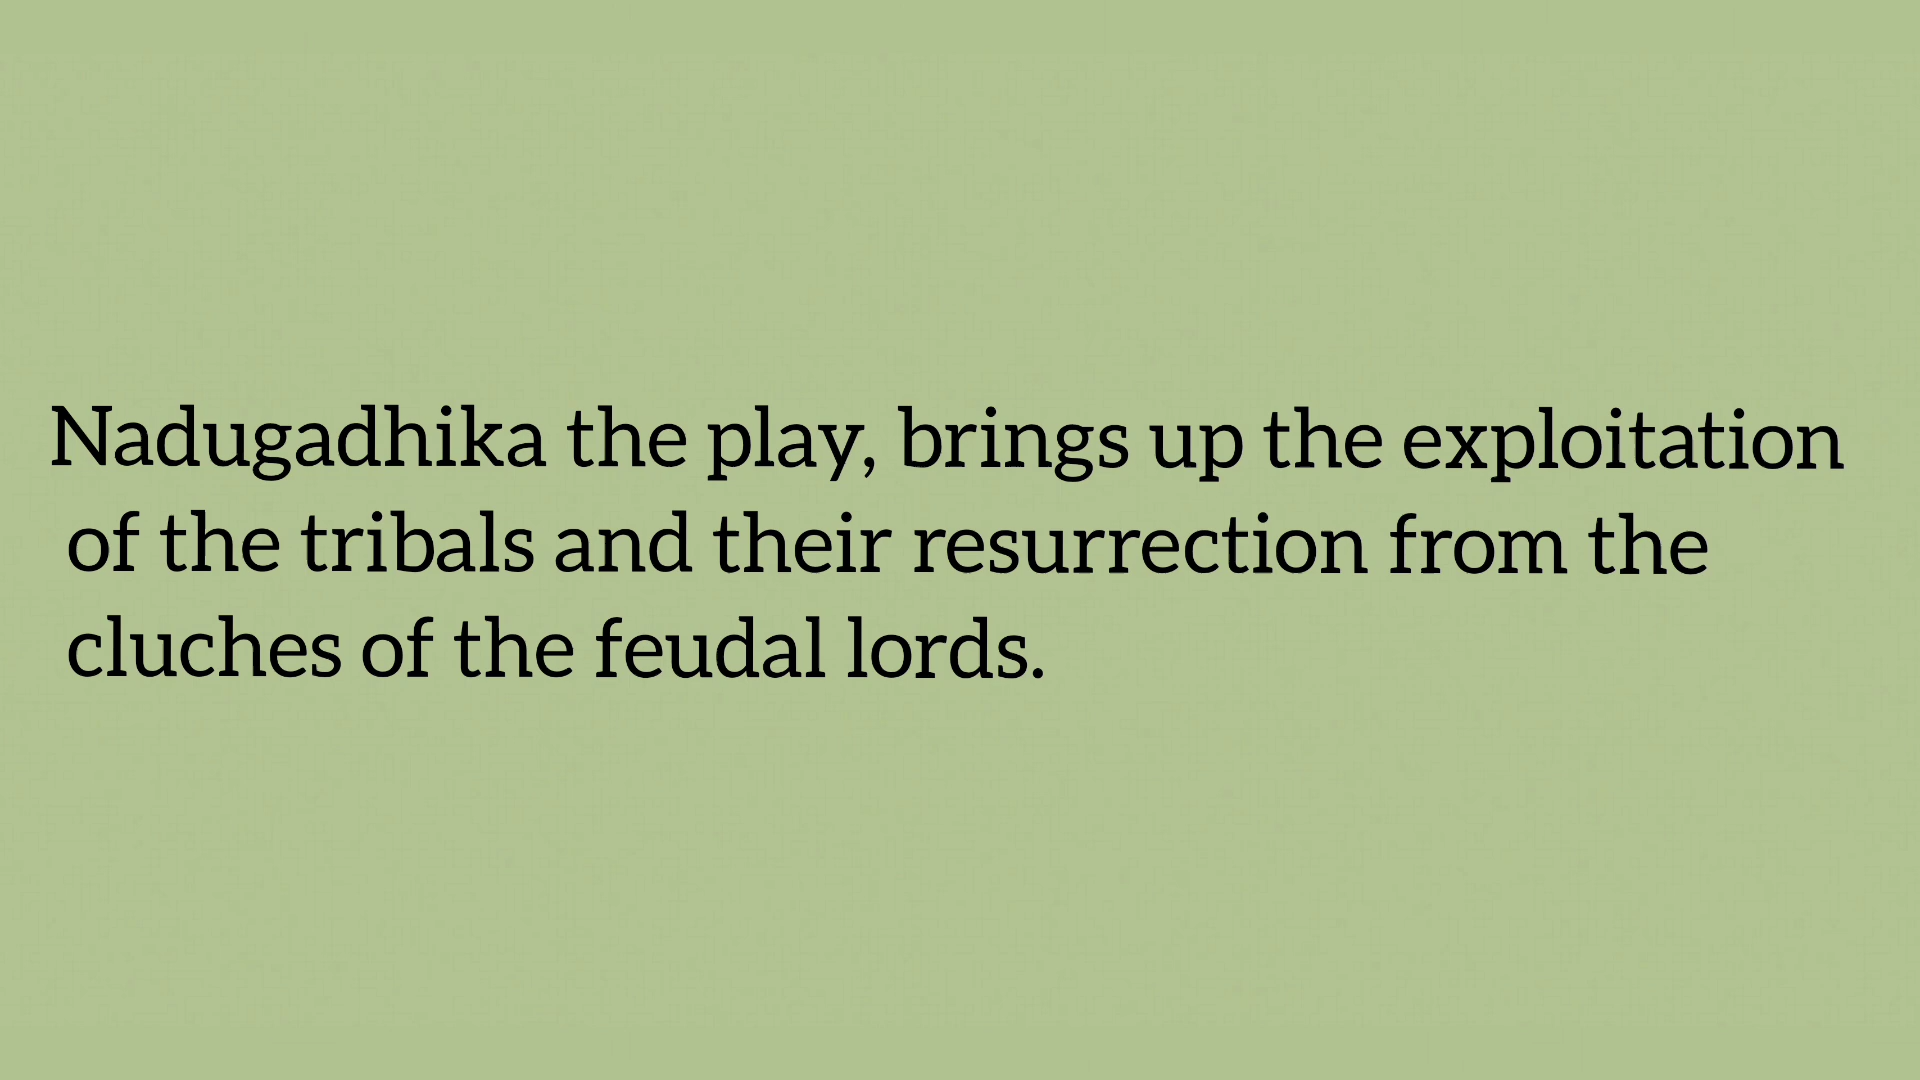 Nadugadhika the play, brings up the exploitation
of the tribals and their resurrection from the
cluches of the feudal lords.